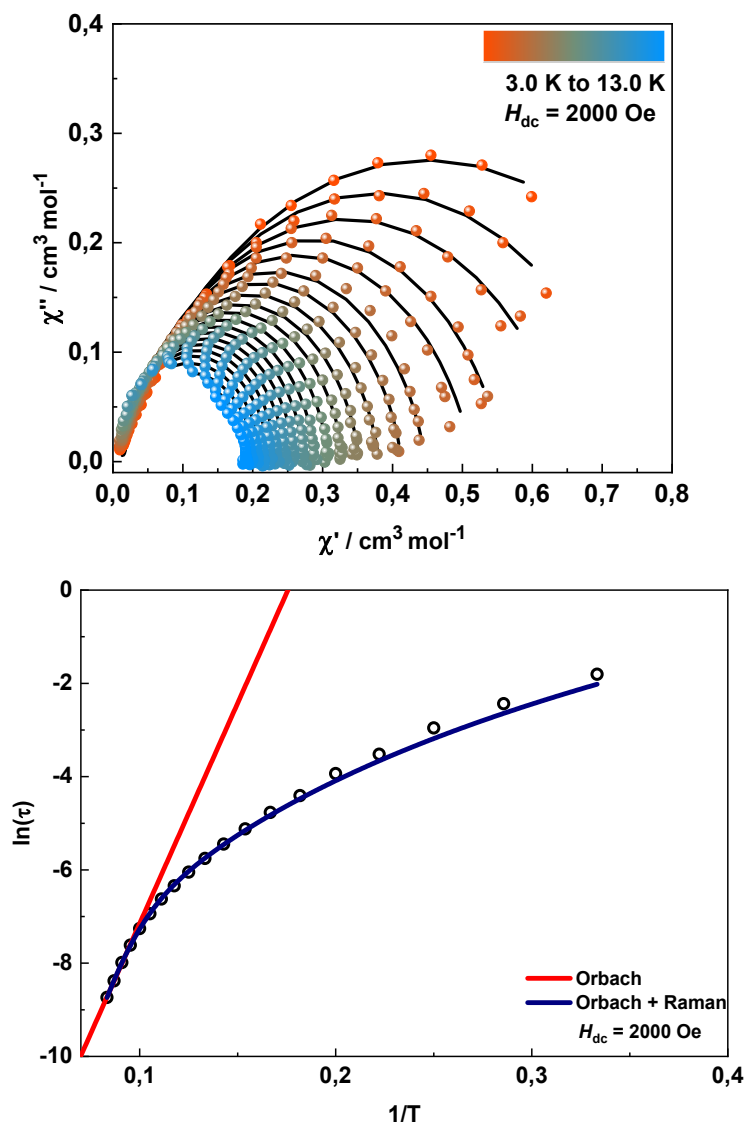 0,4
3.0 K to 13.0 K
H_dc = 2000 Oe
0,3
χ'' / cm³ mol⁻¹
0,2
0,1
0,0
0,0 0,1 0,2 0,3 0,4 0,5 0,6 0,7 0,8
χ' / cm³ mol⁻¹
0
-2
-4
ln(τ)
-6
-8
Orbach
Orbach + Raman
H_dc = 2000 Oe
-10
0,1 0,2 0,3 0,4
1/T